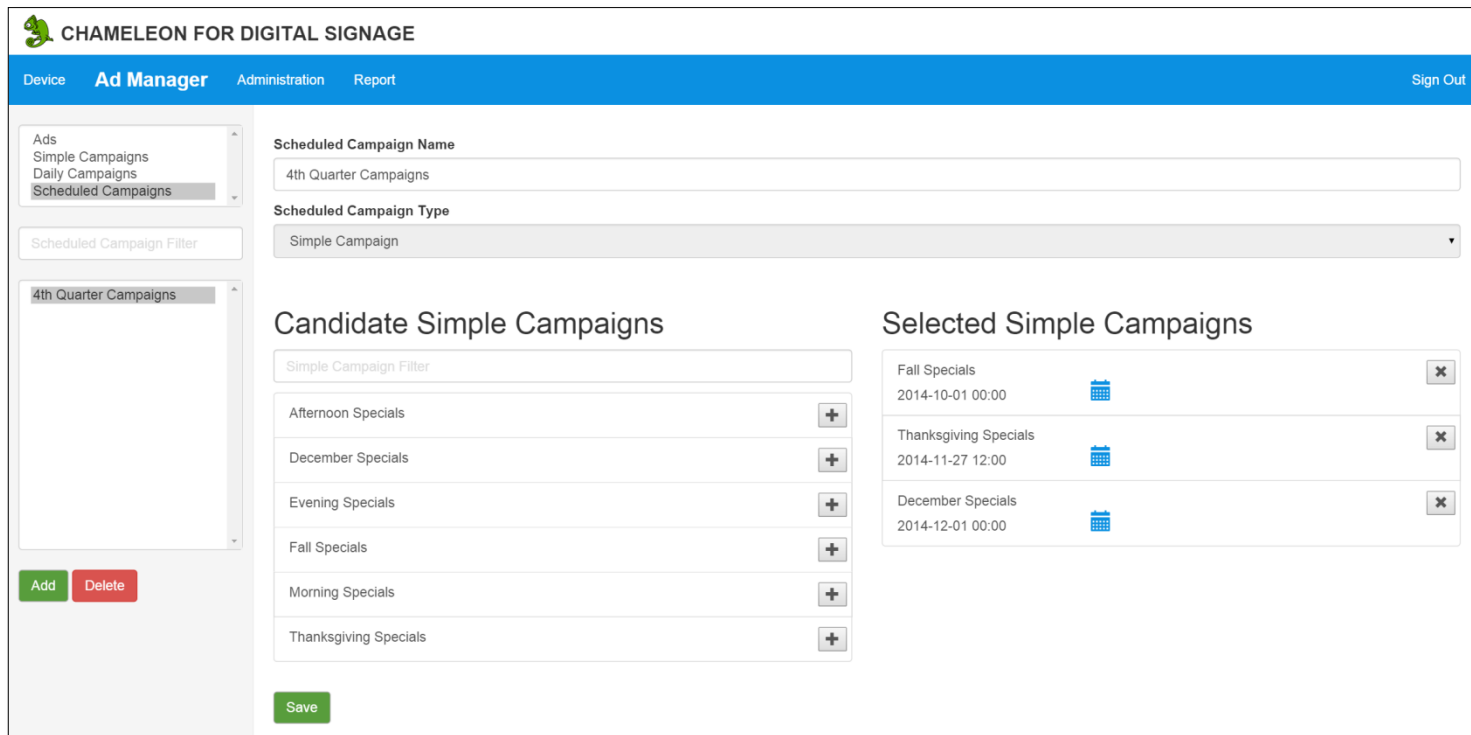 CHAMELEON FOR DIGITAL SIGNAGE
Device Ad Manager Administration Report Sign Out
Ads
Simple Campaigns
Daily Campaigns
Scheduled Campaigns
Scheduled Campaign Filter
4th Quarter Campaigns
Add Delete
Scheduled Campaign Name
4th Quarter Campaigns
Scheduled Campaign Type
Simple Campaign
Candidate Simple Campaigns
Simple Campaign Filter
Afternoon Specials
December Specials
Evening Specials
Fall Specials
Morning Specials
Thanksgiving Specials
Save
Selected Simple Campaigns
Fall Specials
2014-10-01 00:00
Thanksgiving Specials
2014-11-27 12:00
December Specials
2014-12-01 00:00